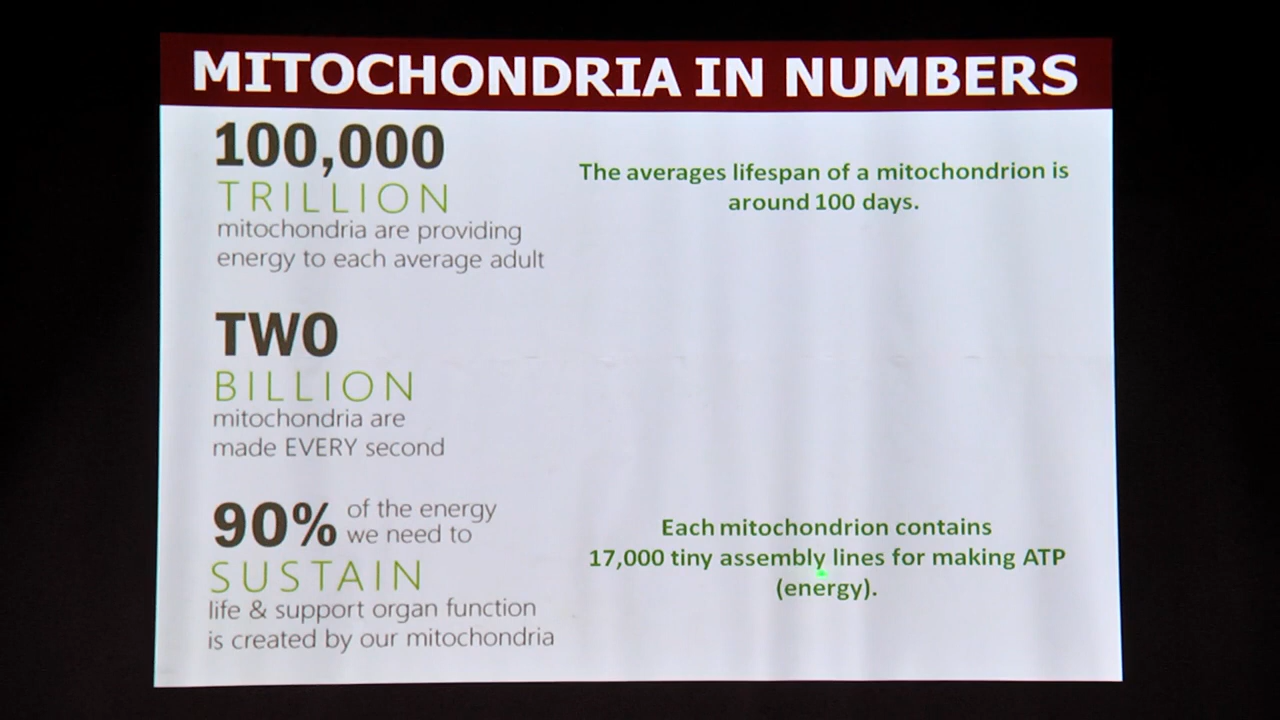 MITOCHONDRIA IN NUMBERS
100,000
TRILLION
mitochondria are providing
energy to each average adult
The averages lifespan of a mitochondrion is
around 100 days.
TWO
BILLION
mitochondria are
made EVERY second
90% of the energy
we need to
SUSTAIN
life & support organ function
is created by our mitochondria
Each mitochondrion contains
17,000 tiny assembly lines for making ATP
(energy).